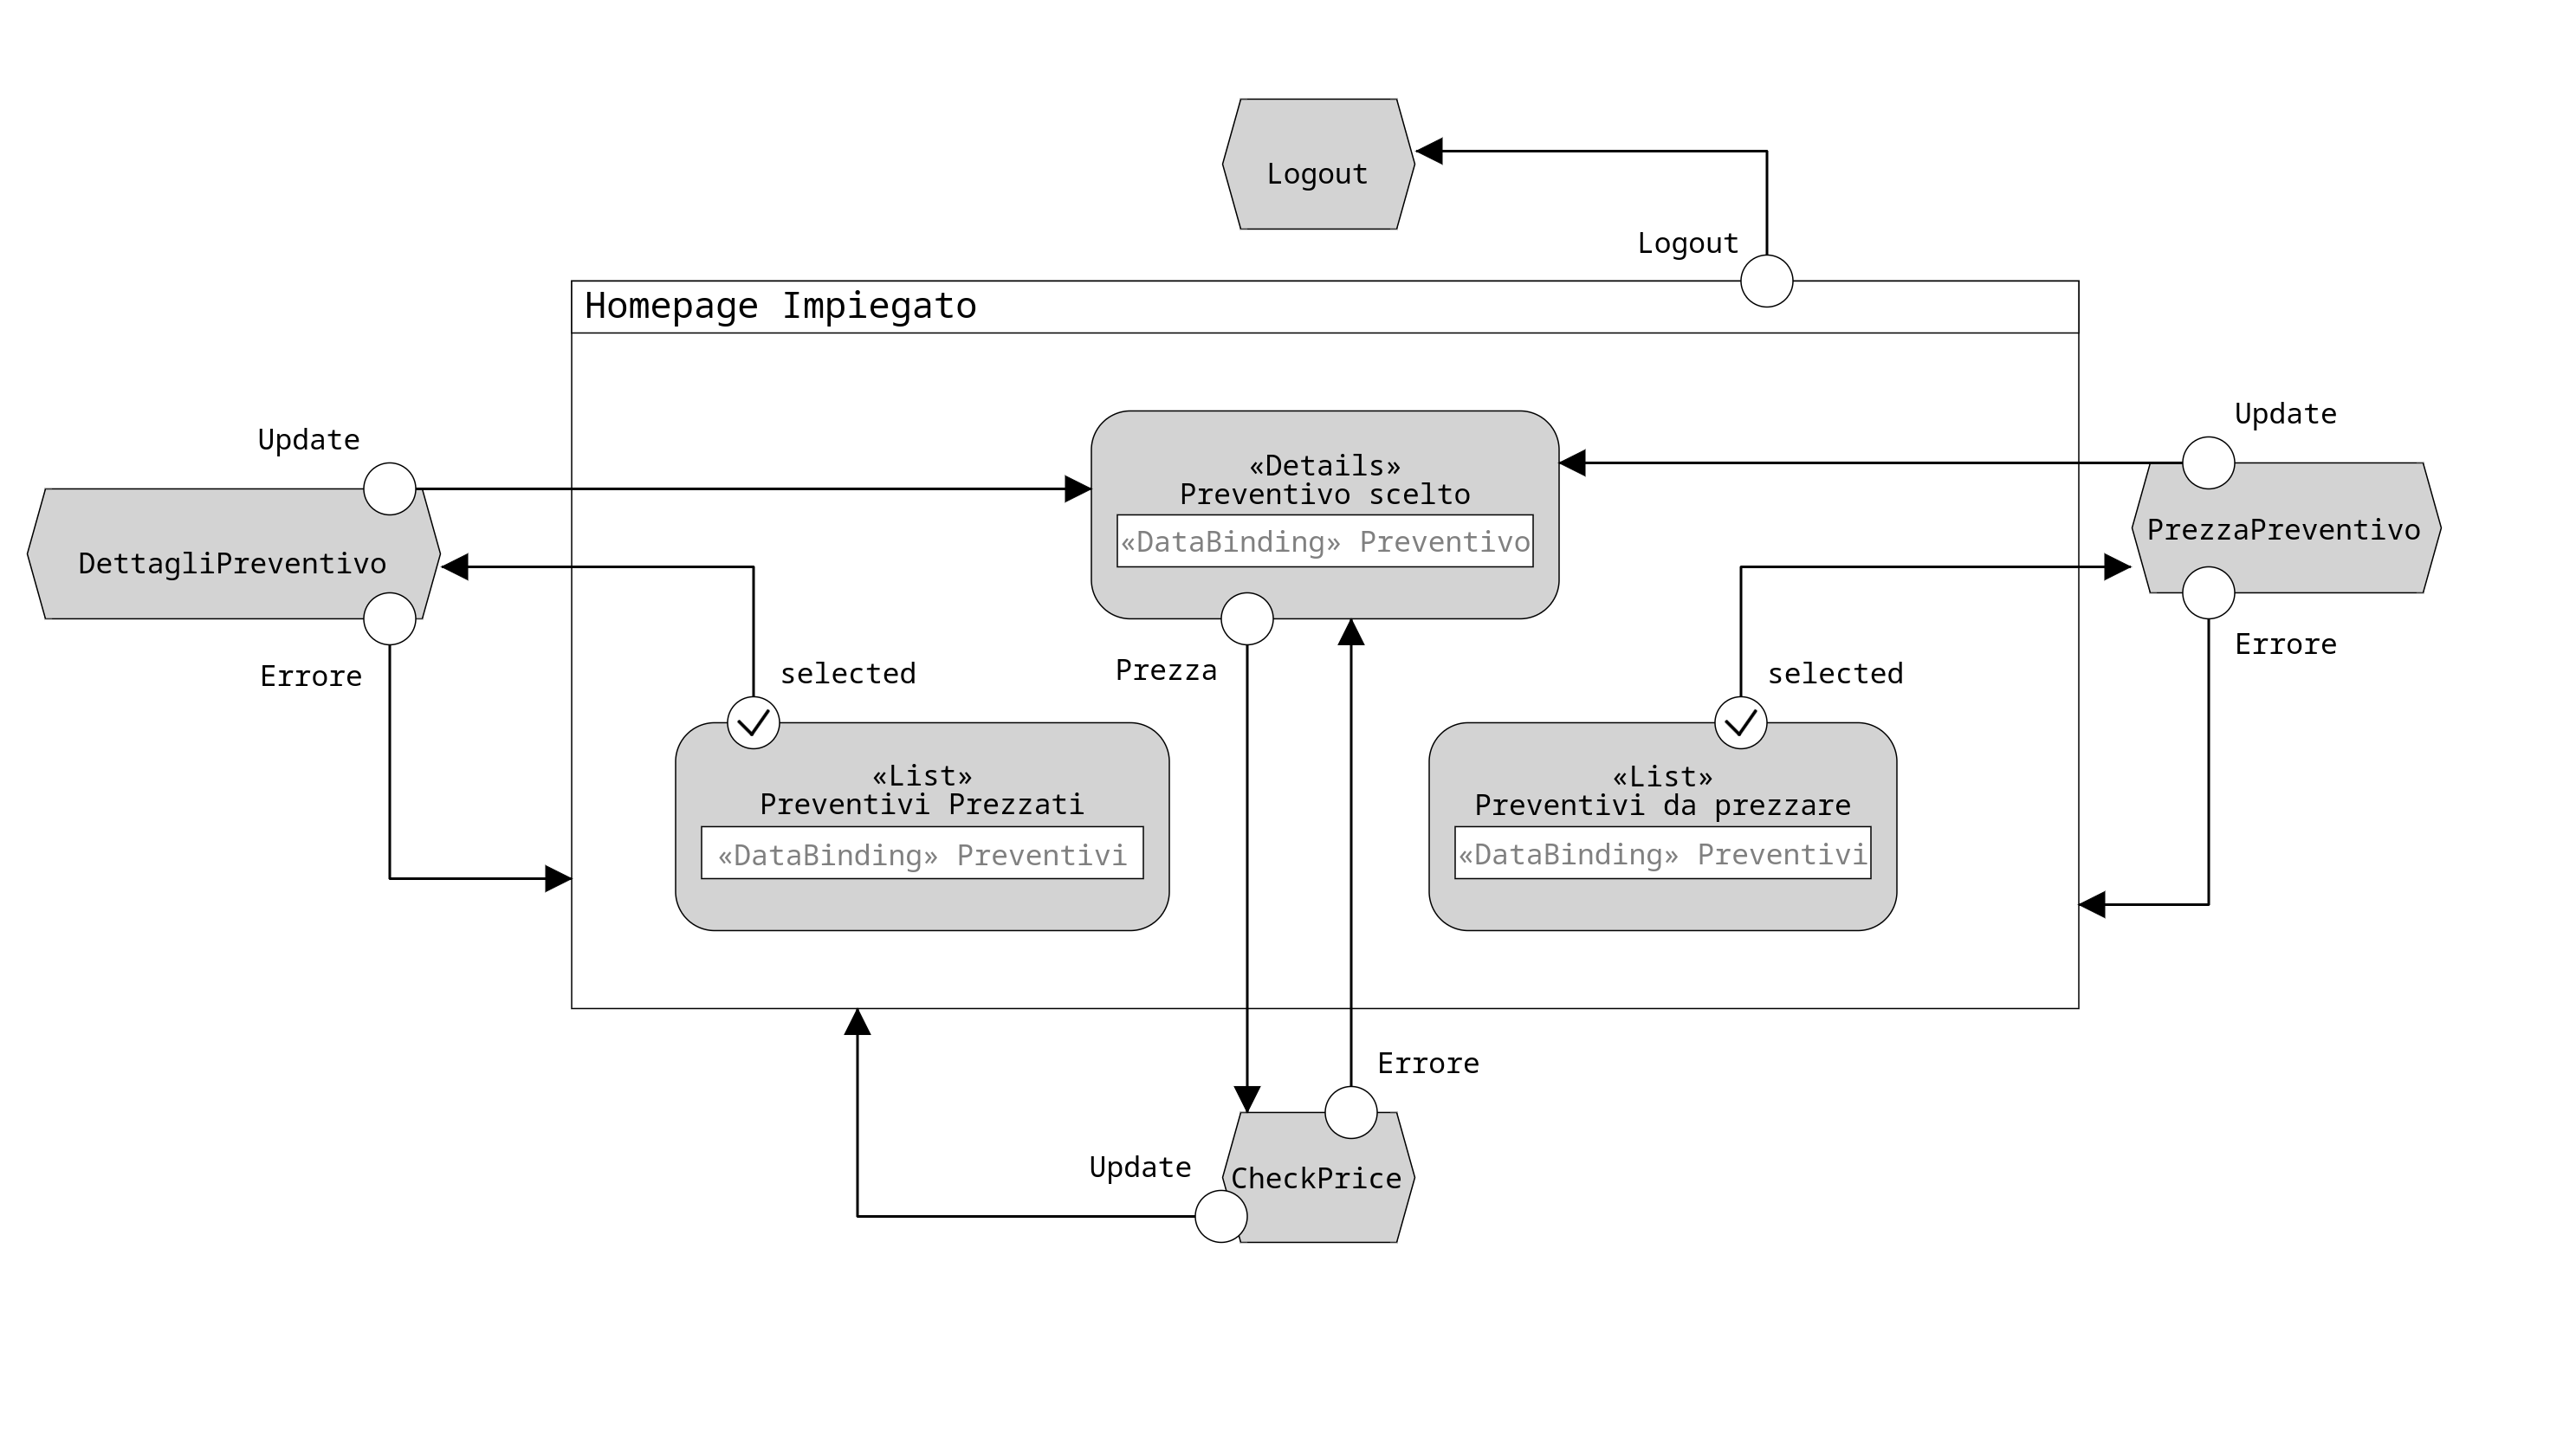 Logout
Logout
Homepage Impiegato
Update
Update
«Details»
Preventivo scelto
«DataBinding» Preventivo
DettagliPreventivo
PrezzaPreventivo
Errore
selected
Prezza
selected
Errore
«List»
Preventivi Prezzati
«DataBinding» Preventivi
«List»
Preventivi da prezzare
«DataBinding» Preventivi
Errore
Update
CheckPrice